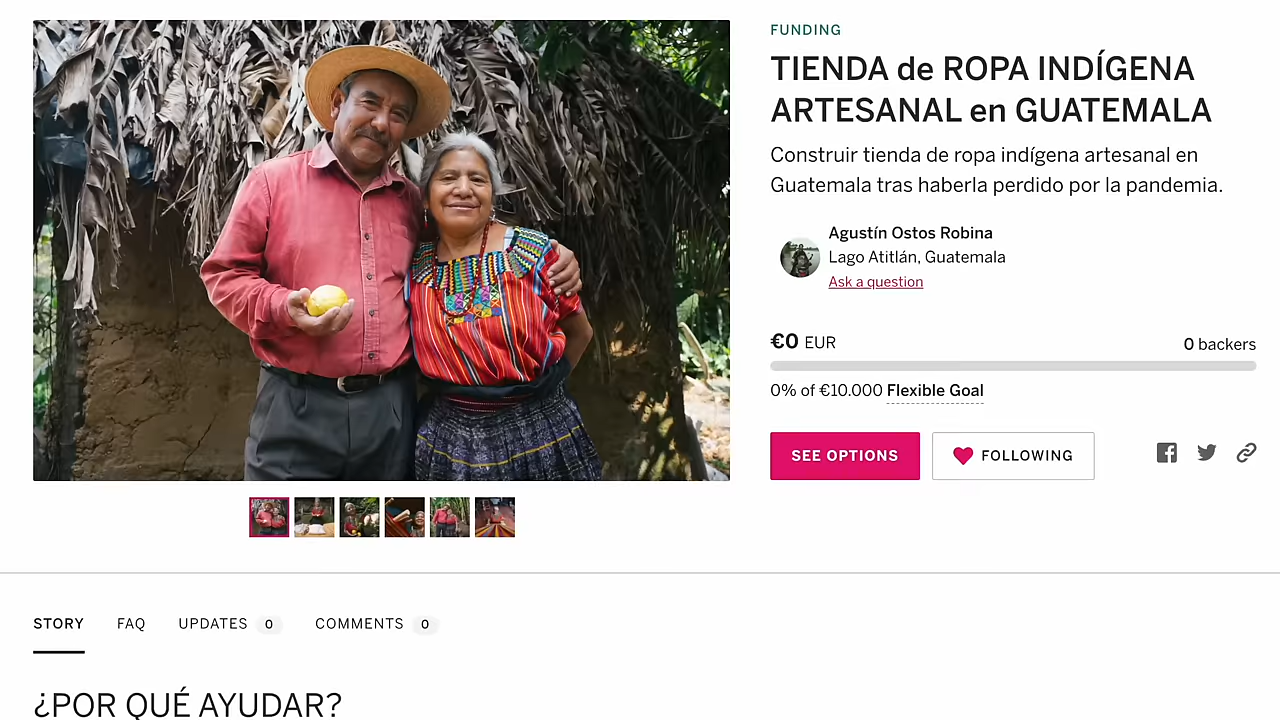 FUNDING
TIENDA de ROPA INDÍGENA
ARTESANAL en GUATEMALA
Construir tienda de ropa indígena artesanal en
Guatemala tras haberla perdido por la pandemia.
Agustín Ostos Robina
Lago Atitlán, Guatemala
Ask a question
€0 EUR
0 backers
0% of €10.000 Flexible Goal
SEE OPTIONS
FOLLOWING
STORY
FAQ
UPDATES 0
COMMENTS 0
¿POR QUÉ AYUDAR?